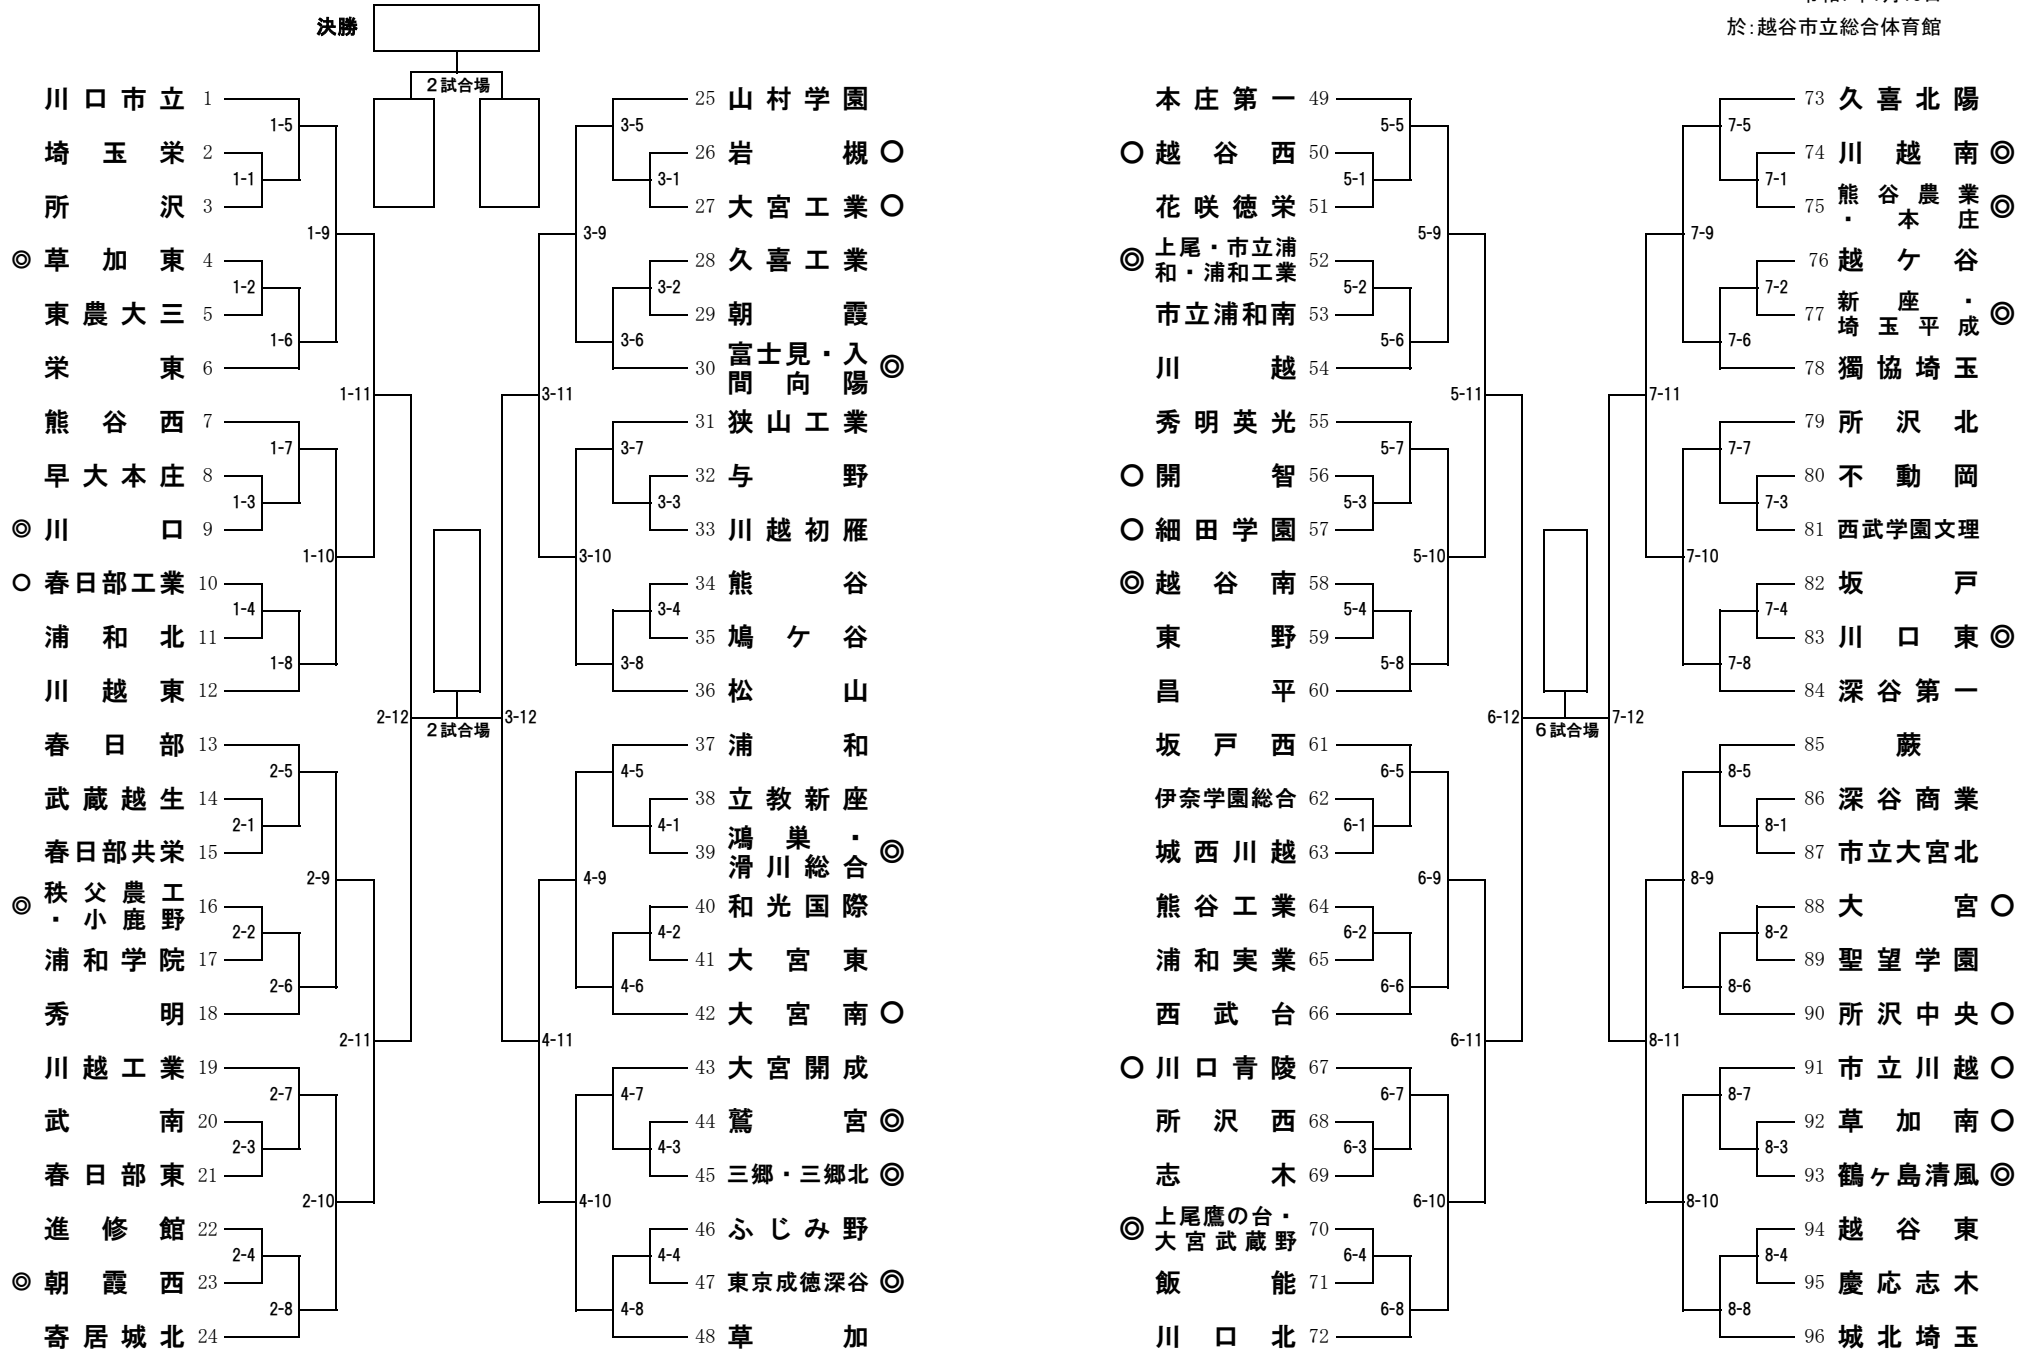 決勝
於:越谷市立総合体育館
2試合場
川口市立 1
埼玉栄 2
所沢 3
◎ 草加東 4
東農大三 5
栄東 6
熊谷西 7
早大本庄 8
◎ 川口 9
○ 春日部工業 10
浦和北 11
川越東 12
春日部 13
武蔵越生 14
春日部共栄 15
◎ 秩父農工
・小鹿野 16
浦和学院 17
秀明 18
川越工業 19
武南 20
春日部東 21
進修館 22
◎ 朝霞西 23
寄居城北 24
1-5
1-1
1-9
1-2
1-6
1-11
1-7
1-3
1-10
1-4
1-8
2-12
2-5
2-1
2-9
2-2
2-6
2-11
2-7
2-3
2-10
2-4
2-8
2試合場
3-5
3-1
3-9
3-2
3-6
3-11
3-7
3-3
3-10
3-4
3-8
3-12
4-5
4-1
4-9
4-2
4-6
4-11
4-7
4-3
4-10
4-4
4-8
25 山村学園
26 岩槻 ○
27 大宮工業 ○
28 久喜工業
29 朝霞
30 富士見・入
間向陽 ◎
31 狭山工業
32 与野
33 川越初雁
34 熊谷
35 鳩ケ谷
36 松山
37 浦和
38 立教新座
39 鴻巣・
滑川総合 ◎
40 和光国際
41 大宮東
42 大宮南 ○
43 大宮開成
44 鷲宮 ◎
45 三郷・三郷北 ◎
46 ふじみ野
47 東京成徳深谷 ◎
48 草加
本庄第一 49
○ 越谷西 50
花咲徳栄 51
◎ 上尾・市立浦
和・浦和工業 52
市立浦和南 53
川越 54
秀明英光 55
○ 開智 56
○ 細田学園 57
◎ 越谷南 58
東野 59
昌平 60
坂戸西 61
伊奈学園総合 62
城西川越 63
熊谷工業 64
浦和実業 65
西武台 66
○ 川口青陵 67
所沢西 68
志木 69
◎ 上尾鷹の台・
大宮武蔵野 70
飯能 71
川口北 72
5-5
5-1
5-9
5-2
5-6
5-11
5-7
5-3
5-10
5-4
5-8
6-12
6-5
6-1
6-9
6-2
6-6
6-11
6-7
6-3
6-10
6-4
6-8
6試合場
7-5
7-1
7-9
7-2
7-6
7-11
7-7
7-3
7-10
7-4
7-8
7-12
8-5
8-1
8-9
8-2
8-6
8-11
8-7
8-3
8-10
8-4
8-8
73 久喜北陽
74 川越南 ◎
75 熊谷農業
・本庄 ◎
76 越ケ谷
77 新座・
埼玉平成 ◎
78 獨協埼玉
79 所沢北
80 不動岡
81 西武学園文理
82 坂戸
83 川口東 ◎
84 深谷第一
85 蕨
86 深谷商業
87 市立大宮北
88 大宮 ○
89 聖望学園
90 所沢中央 ○
91 市立川越 ○
92 草加南 ○
93 鶴ヶ島清風 ◎
94 越谷東
95 慶応志木
96 城北埼玉